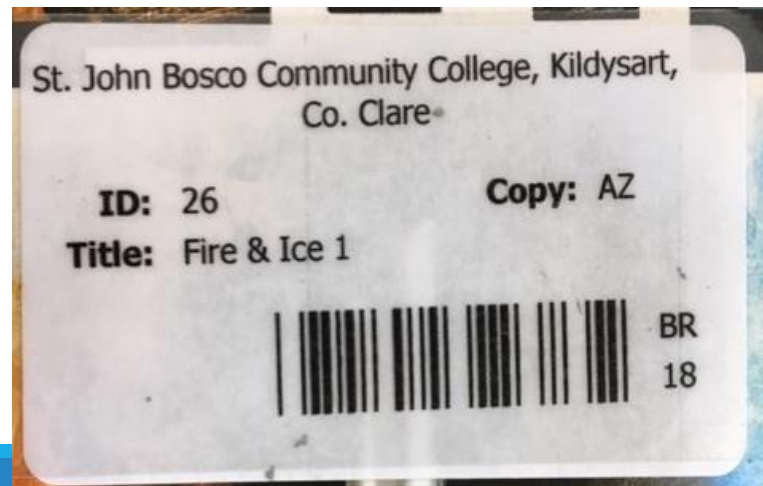 St. John Bosco Community College, Kildysart,
Co. Clare
ID: 26 Copy: AZ
Title: Fire & Ice 1
BR
18